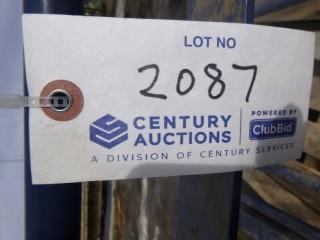 LOT NO
2087
CENTURY AUCTIONS
POWERED BY
ClubBid
A DIVISION OF CENTURY SERVICES